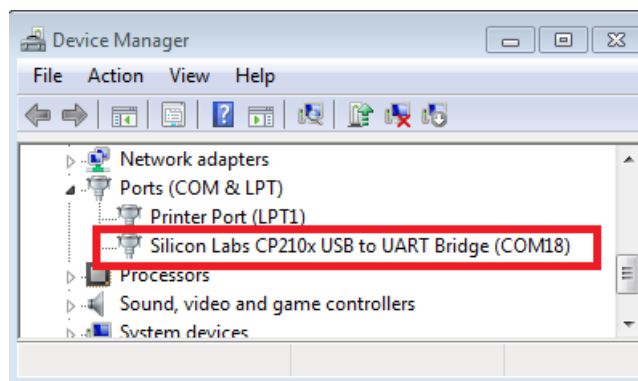 Device Manager
File Action View Help
Network adapters
Ports (COM & LPT)
Printer Port (LPT1)
Silicon Labs CP210x USB to UART Bridge (COM18)
Processors
Sound, video and game controllers
System devices